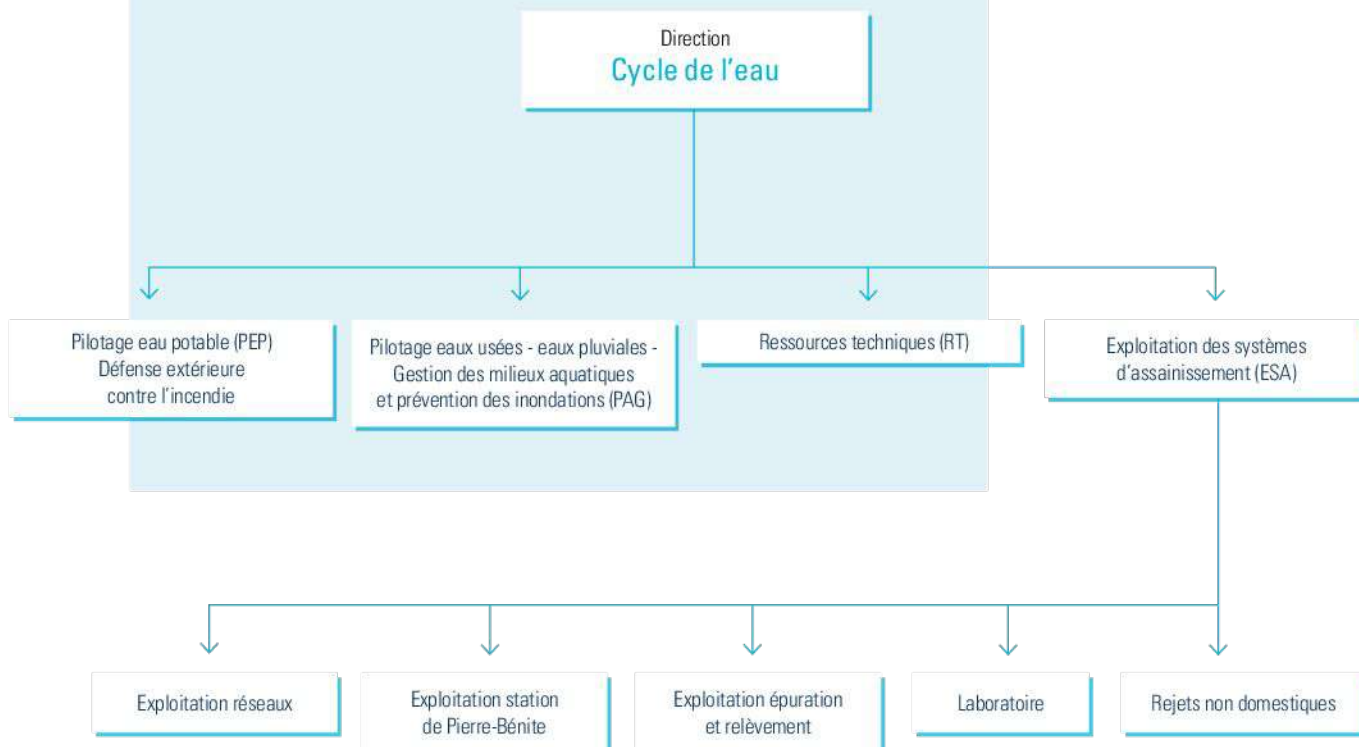 Direction
Cycle de l'eau
Pilotage eau potable (PEP)
Défense extérieure
contre l'incendie
Pilotage eaux usées - eaux pluviales -
Gestion des milieux aquatiques
et prévention des inondations (PAG)
Ressources techniques (RT)
Exploitation des systèmes
d'assainissement (ESA)
Exploitation réseaux
Exploitation station
de Pierre-Bénite
Exploitation épuration
et relèvement
Laboratoire
Rejets non domestiques